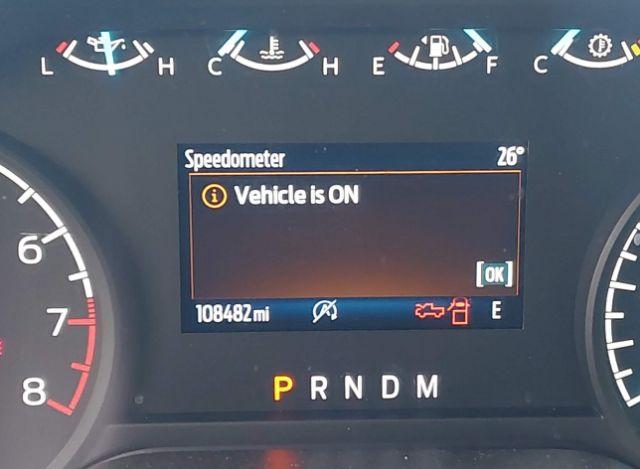 L H C H E F C
Speedometer 26°
Vehicle is ON
[OK]
6
108482 mi E
7
P R N D M
8